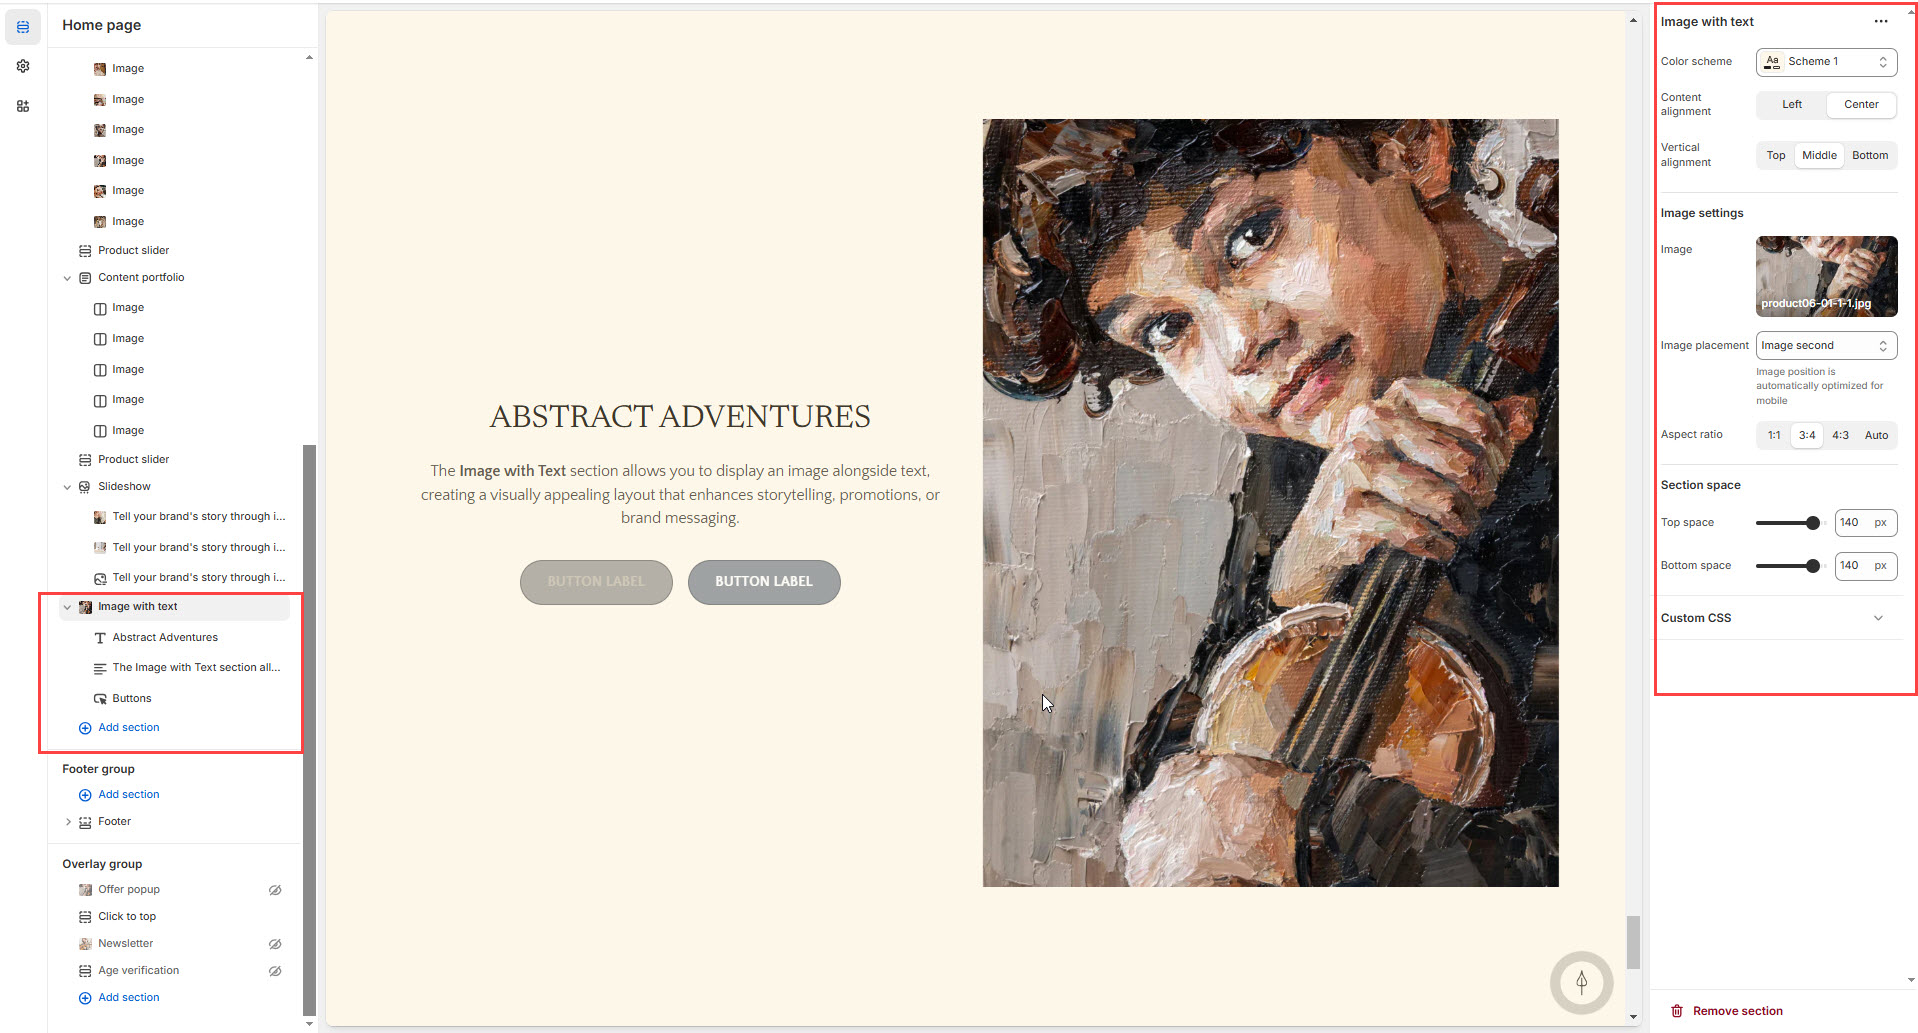 Home page
Image
Image
Image
Image
Image
Image
Product slider
Content portfolio
Image
Image
Image
Image
Image
Product slider
Slideshow
Tell your brand's story through i...
Tell your brand's story through i...
Tell your brand's story through i...
Image with text
Abstract Adventures
The Image with Text section all...
Buttons
Add section
Footer group
Add section
Footer
Overlay group
Offer popup
Click to top
Newsletter
Age verification
Add section
ABSTRACT ADVENTURES
The Image with Text section allows you to display an image alongside text,
creating a visually appealing layout that enhances storytelling, promotions, or
brand messaging.
BUTTON LABEL BUTTON LABEL
Image with text
Color scheme Aa Scheme 1
Content
alignment
Left Center
Vertical
alignment
Top Middle Bottom
Image settings
Image
product06-01-1-1.jpg
Image placement Image second
Image position is
automatically optimized for
mobile
Aspect ratio 1:1 3:4 4:3 Auto
Section space
Top space 140 px
Bottom space 140 px
Custom CSS
Remove section